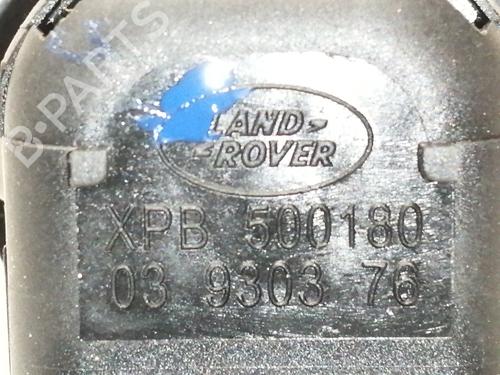 LAND-
-ROVER
XPB 500180
03 9303 76
B-PARTS